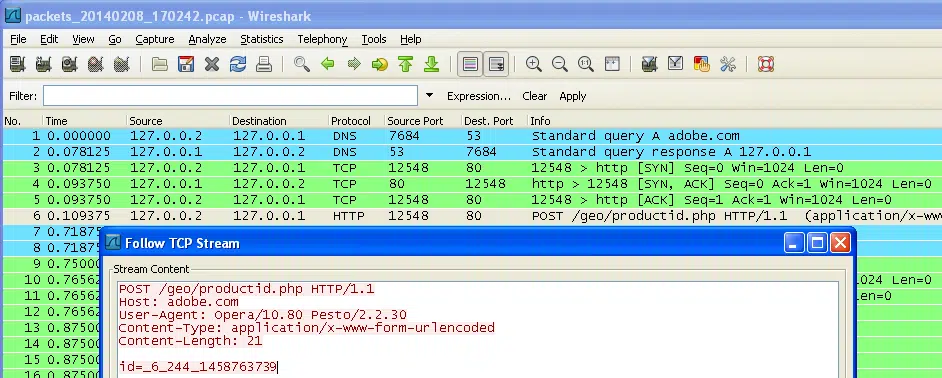 packets_20140208_170242.pcap - Wireshark
File Edit View Go Capture Analyze Statistics Telephony Tools Help
Filter: Expression... Clear Apply
No. Time Source Destination Protocol Source Port Dest. Port Info
1 0.000000 127.0.0.2 127.0.0.1 DNS 7684 53 Standard query A adobe.com
2 0.078125 127.0.0.1 127.0.0.2 DNS 53 7684 Standard query response A 127.0.0.1
3 0.078125 127.0.0.2 127.0.0.1 TCP 12548 80 12548 > http [SYN] Seq=0 Win=1024 Len=0
4 0.093750 127.0.0.1 127.0.0.2 TCP 80 12548 http > 12548 [SYN, ACK] Seq=0 Ack=1 Win=1024 Len=0
5 0.093750 127.0.0.2 127.0.0.1 TCP 12548 80 12548 > http [ACK] Seq=1 Ack=1 Win=1024 Len=0
6 0.109375 127.0.0.2 127.0.0.1 HTTP 12548 80 POST /geo/productid.php HTTP/1.1 (application/x-ww
7 0.71875
8 0.71875
9 0.75000
10 0.76562 024 Len=0
11 0.76562 en=0
12 0.76562
13 0.87500
14 0.87500
15 0.87500
16 0.87500
Follow TCP Stream
Stream Content
POST /geo/productid.php HTTP/1.1
Host: adobe.com
User-Agent: Opera/10.80 Pesto/2.2.30
Content-Type: application/x-www-form-urlencoded
Content-Length: 21
id=_6_244_1458763739